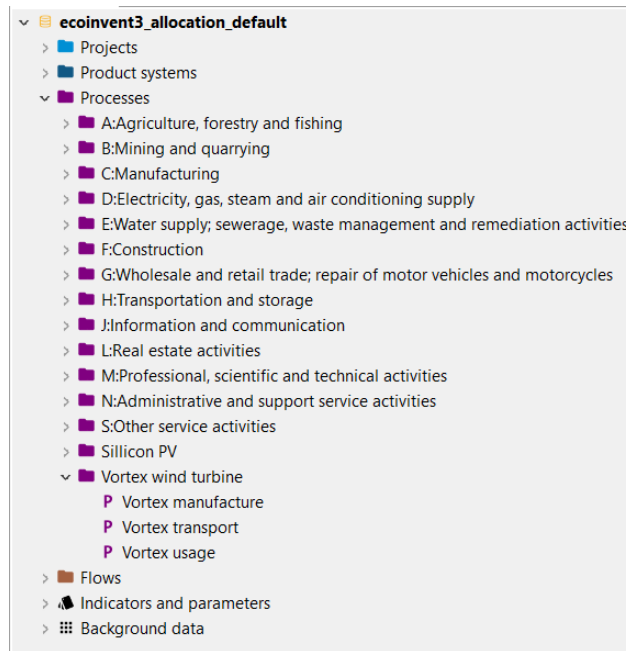 ecoinvent3_allocation_default
Projects
Product systems
Processes
A:Agriculture, forestry and fishing
B:Mining and quarrying
C:Manufacturing
D:Electricity, gas, steam and air conditioning supply
E:Water supply; sewerage, waste management and remediation activities
F:Construction
G:Wholesale and retail trade; repair of motor vehicles and motorcycles
H:Transportation and storage
J:Information and communication
L:Real estate activities
M:Professional, scientific and technical activities
N:Administrative and support service activities
S:Other service activities
Sillicon PV
Vortex wind turbine
P Vortex manufacture
P Vortex transport
P Vortex usage
Flows
Indicators and parameters
Background data